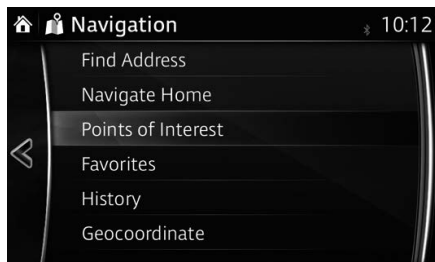 Navigation 10:12
Find Address
Navigate Home
Points of Interest
Favorites
History
Geocoordinate